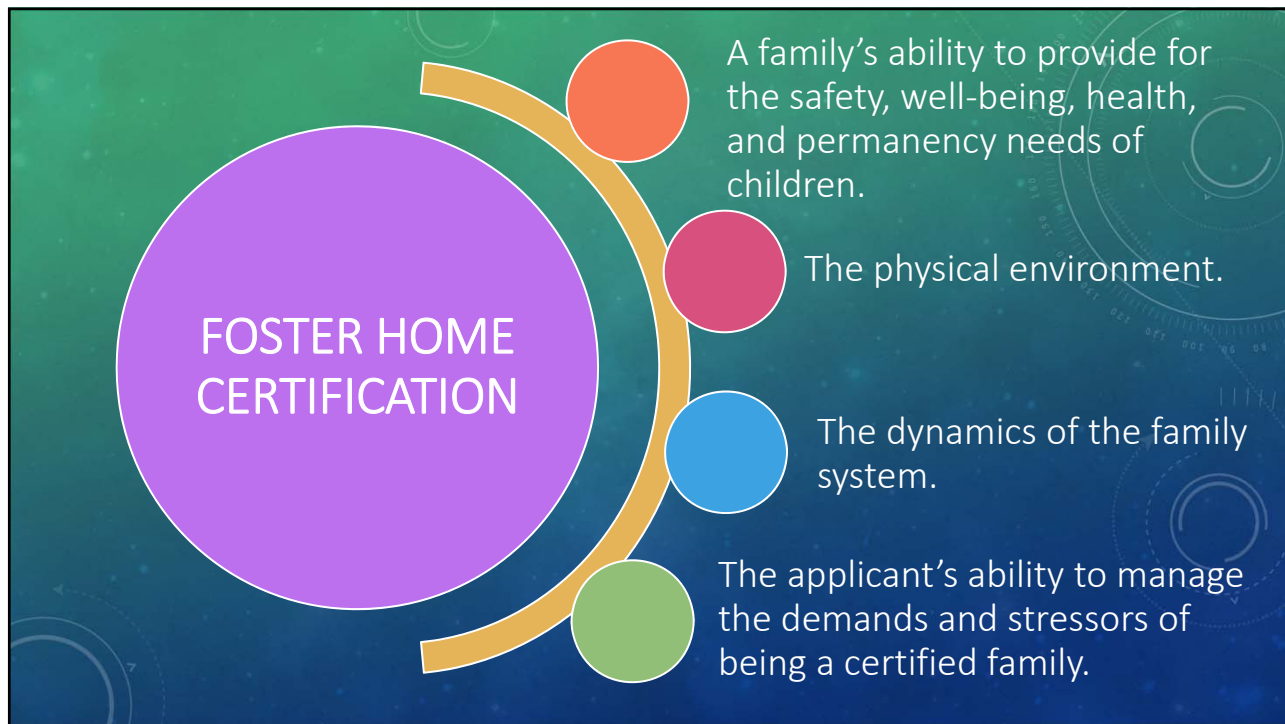 FOSTER HOME
CERTIFICATION
A family’s ability to provide for
the safety, well-being, health,
and permanency needs of
children.
The physical environment.
The dynamics of the family
system.
The applicant’s ability to manage
the demands and stressors of
being a certified family.